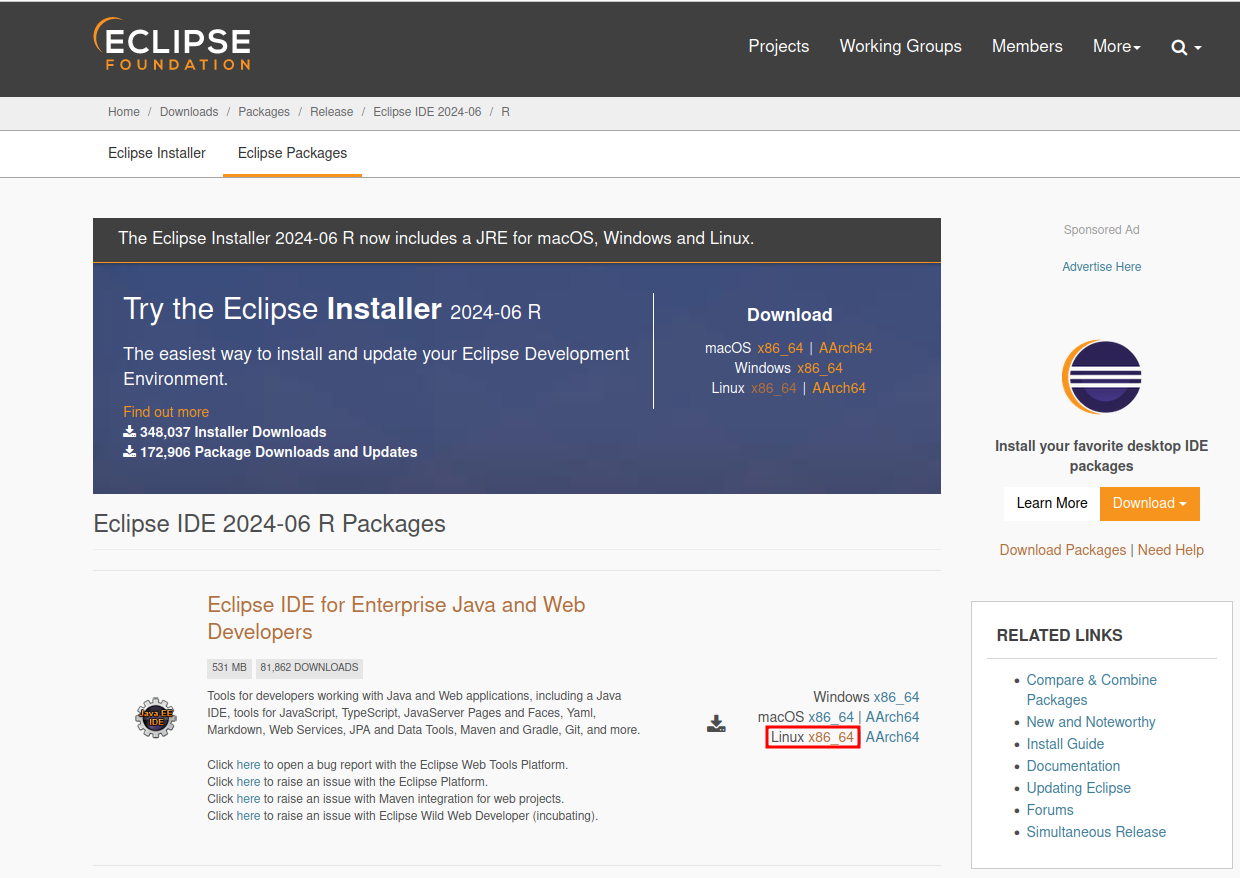 ECLIPSE
FOUNDATION
Projects Working Groups Members More
Home / Downloads / Packages / Release / Eclipse IDE 2024-06 / R
Eclipse Installer Eclipse Packages
The Eclipse Installer 2024-06 R now includes a JRE for macOS, Windows and Linux.
Try the Eclipse Installer 2024-06 R
The easiest way to install and update your Eclipse Development
Environment.
Find out more
348,037 Installer Downloads
172,906 Package Downloads and Updates
Download
macOS x86_64 | AArch64
Windows x86_64
Linux x86_64 | AArch64
Eclipse IDE 2024-06 R Packages
Eclipse IDE for Enterprise Java and Web
Developers
531 MB 81,862 DOWNLOADS
Java EE
IDE
Tools for developers working with Java and Web applications, including a Java
IDE, tools for JavaScript, TypeScript, JavaServer Pages and Faces, Yaml,
Markdown, Web Services, JPA and Data Tools, Maven and Gradle, Git, and more.
Click here to open a bug report with the Eclipse Web Tools Platform.
Click here to raise an issue with the Eclipse Platform.
Click here to raise an issue with Maven integration for web projects.
Click here to raise an issue with Eclipse Wild Web Developer (incubating).
Windows x86_64
macOS x86_64 | AArch64
Linux x86_64 AArch64
Sponsored Ad
Advertise Here
Install your favorite desktop IDE
packages
Learn More Download
Download Packages | Need Help
RELATED LINKS
Compare & Combine
Packages
New and Noteworthy
Install Guide
Documentation
Updating Eclipse
Forums
Simultaneous Release